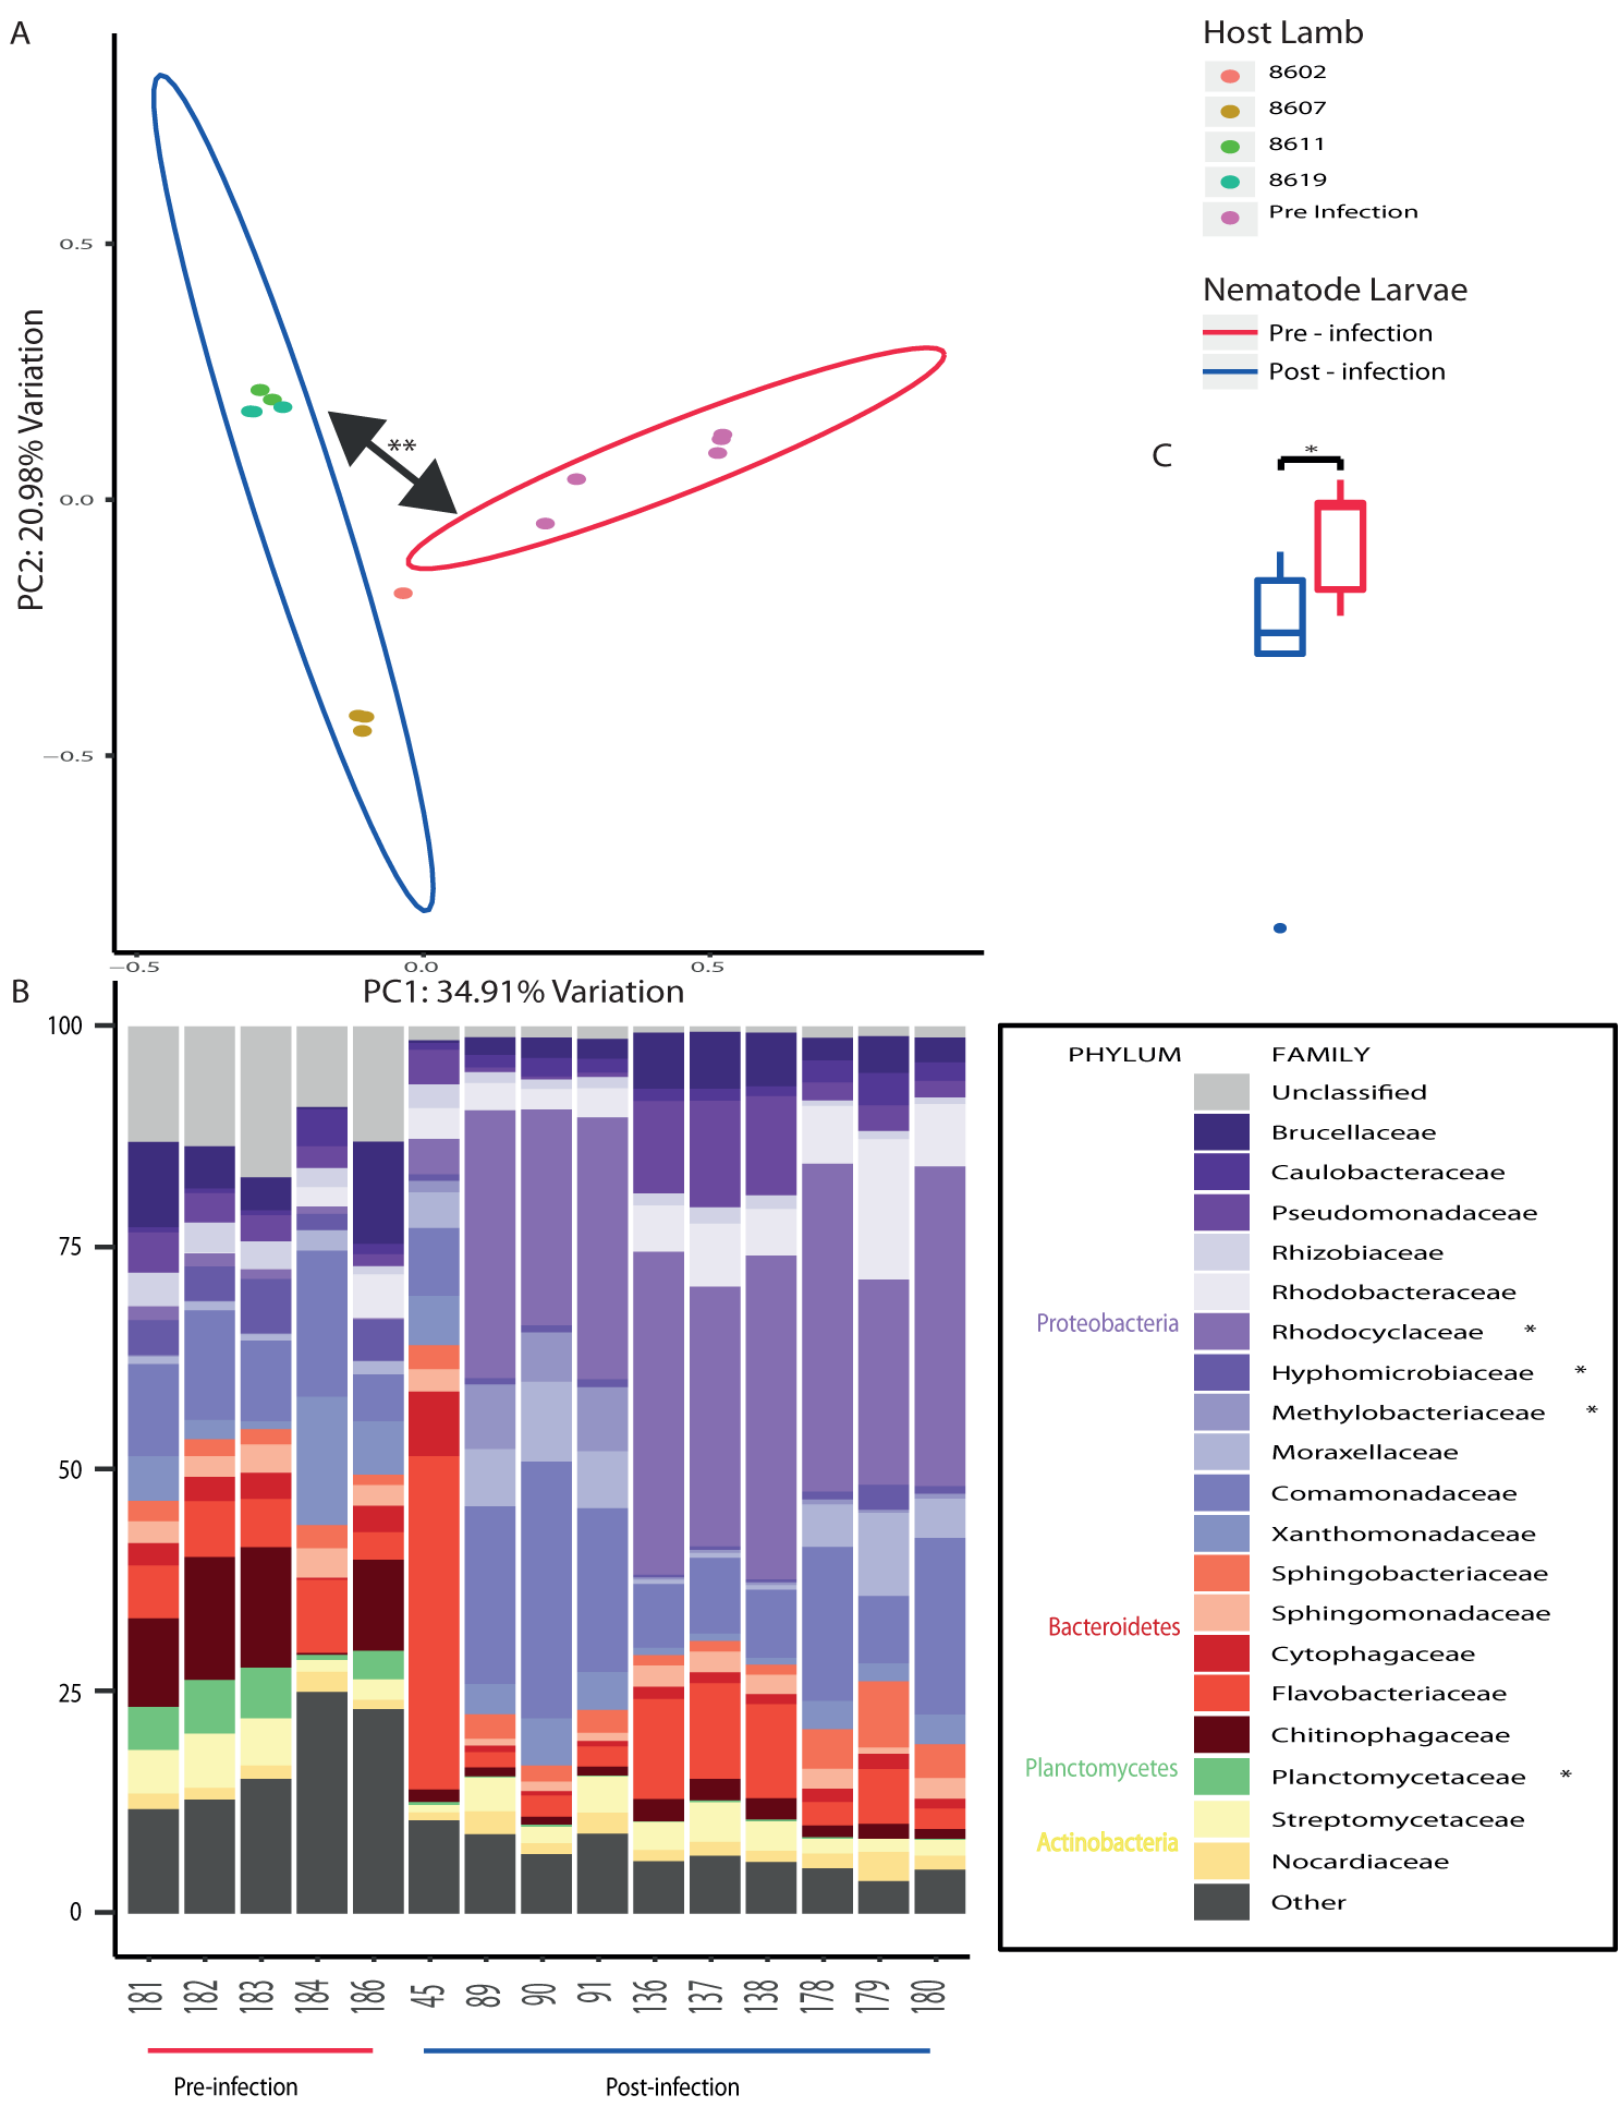 A
Host Lamb
8602
8607
8611
8619
Pre Infection
Nematode Larvae
Pre - infection
Post - infection
PC2: 20.98% Variation
0.5
0.0
−0.5
**
−0.5 0.0 0.5
PC1: 34.91% Variation
C
*
B
100
75
50
25
0
181 182 183 184 186 45 89 90 91 136 137 138 178 179 180
Pre-infection Post-infection
PHYLUM FAMILY
Unclassified
Brucellaceae
Caulobacteraceae
Pseudomonadaceae
Rhizobiaceae
Rhodobacteraceae
Proteobacteria
Rhodocyclaceae *
Hyphomicrobiaceae *
Methylobacteriaceae *
Moraxellaceae
Comamonadaceae
Xanthomonadaceae
Sphingobacteriaceae
Sphingomonadaceae
Bacteroidetes
Cytophagaceae
Flavobacteriaceae
Chitinophagaceae
Planctomycetes
Planctomycetaceae *
Streptomycetaceae
Actinobacteria
Nocardiaceae
Other